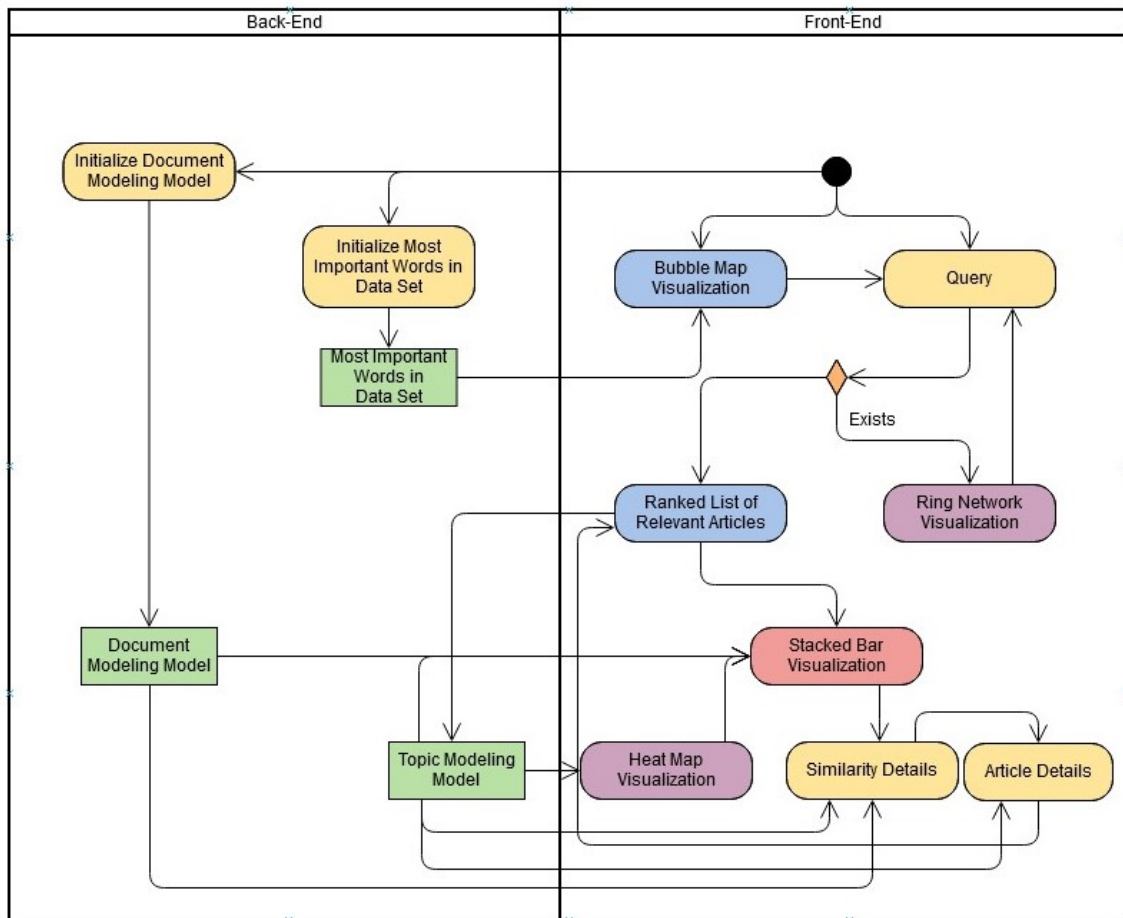 Back-End
Front-End
Initialize Document
Modeling Model
Initialize Most
Important Words in
Data Set
Bubble Map
Visualization
Query
Most Important
Words in
Data Set
Exists
Ranked List of
Relevant Articles
Ring Network
Visualization
Document
Modeling Model
Stacked Bar
Visualization
Topic Modeling
Model
Heat Map
Visualization
Similarity Details
Article Details